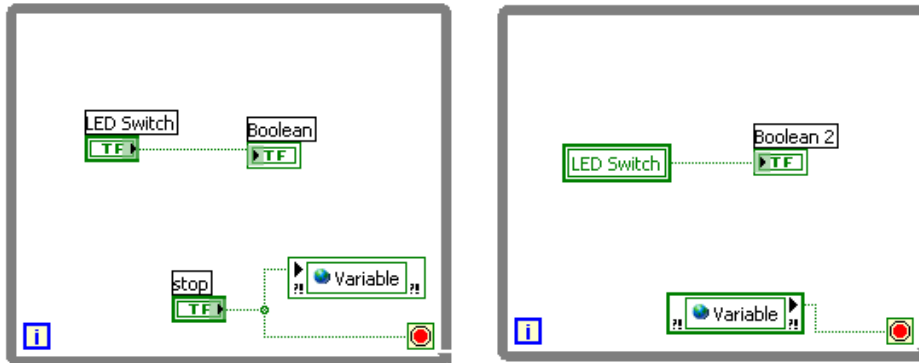 LED Switch
TF
Boolean
TF
stop
TF
?! Variable ?!
i
LED Switch
Boolean 2
TF
?! Variable ?!
i